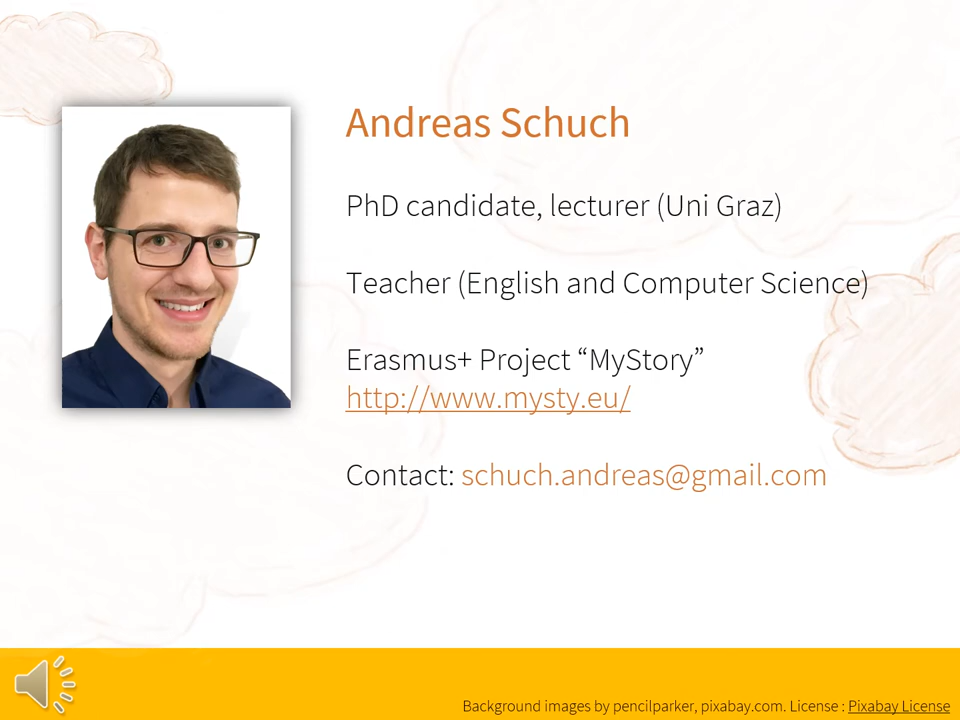 Andreas Schuch
PhD candidate, lecturer (Uni Graz)
Teacher (English and Computer Science)
Erasmus+ Project “MyStory”
http://www.mysty.eu/
Contact: schuch.andreas@gmail.com
Background images by pencilparker, pixabay.com. License : Pixabay License